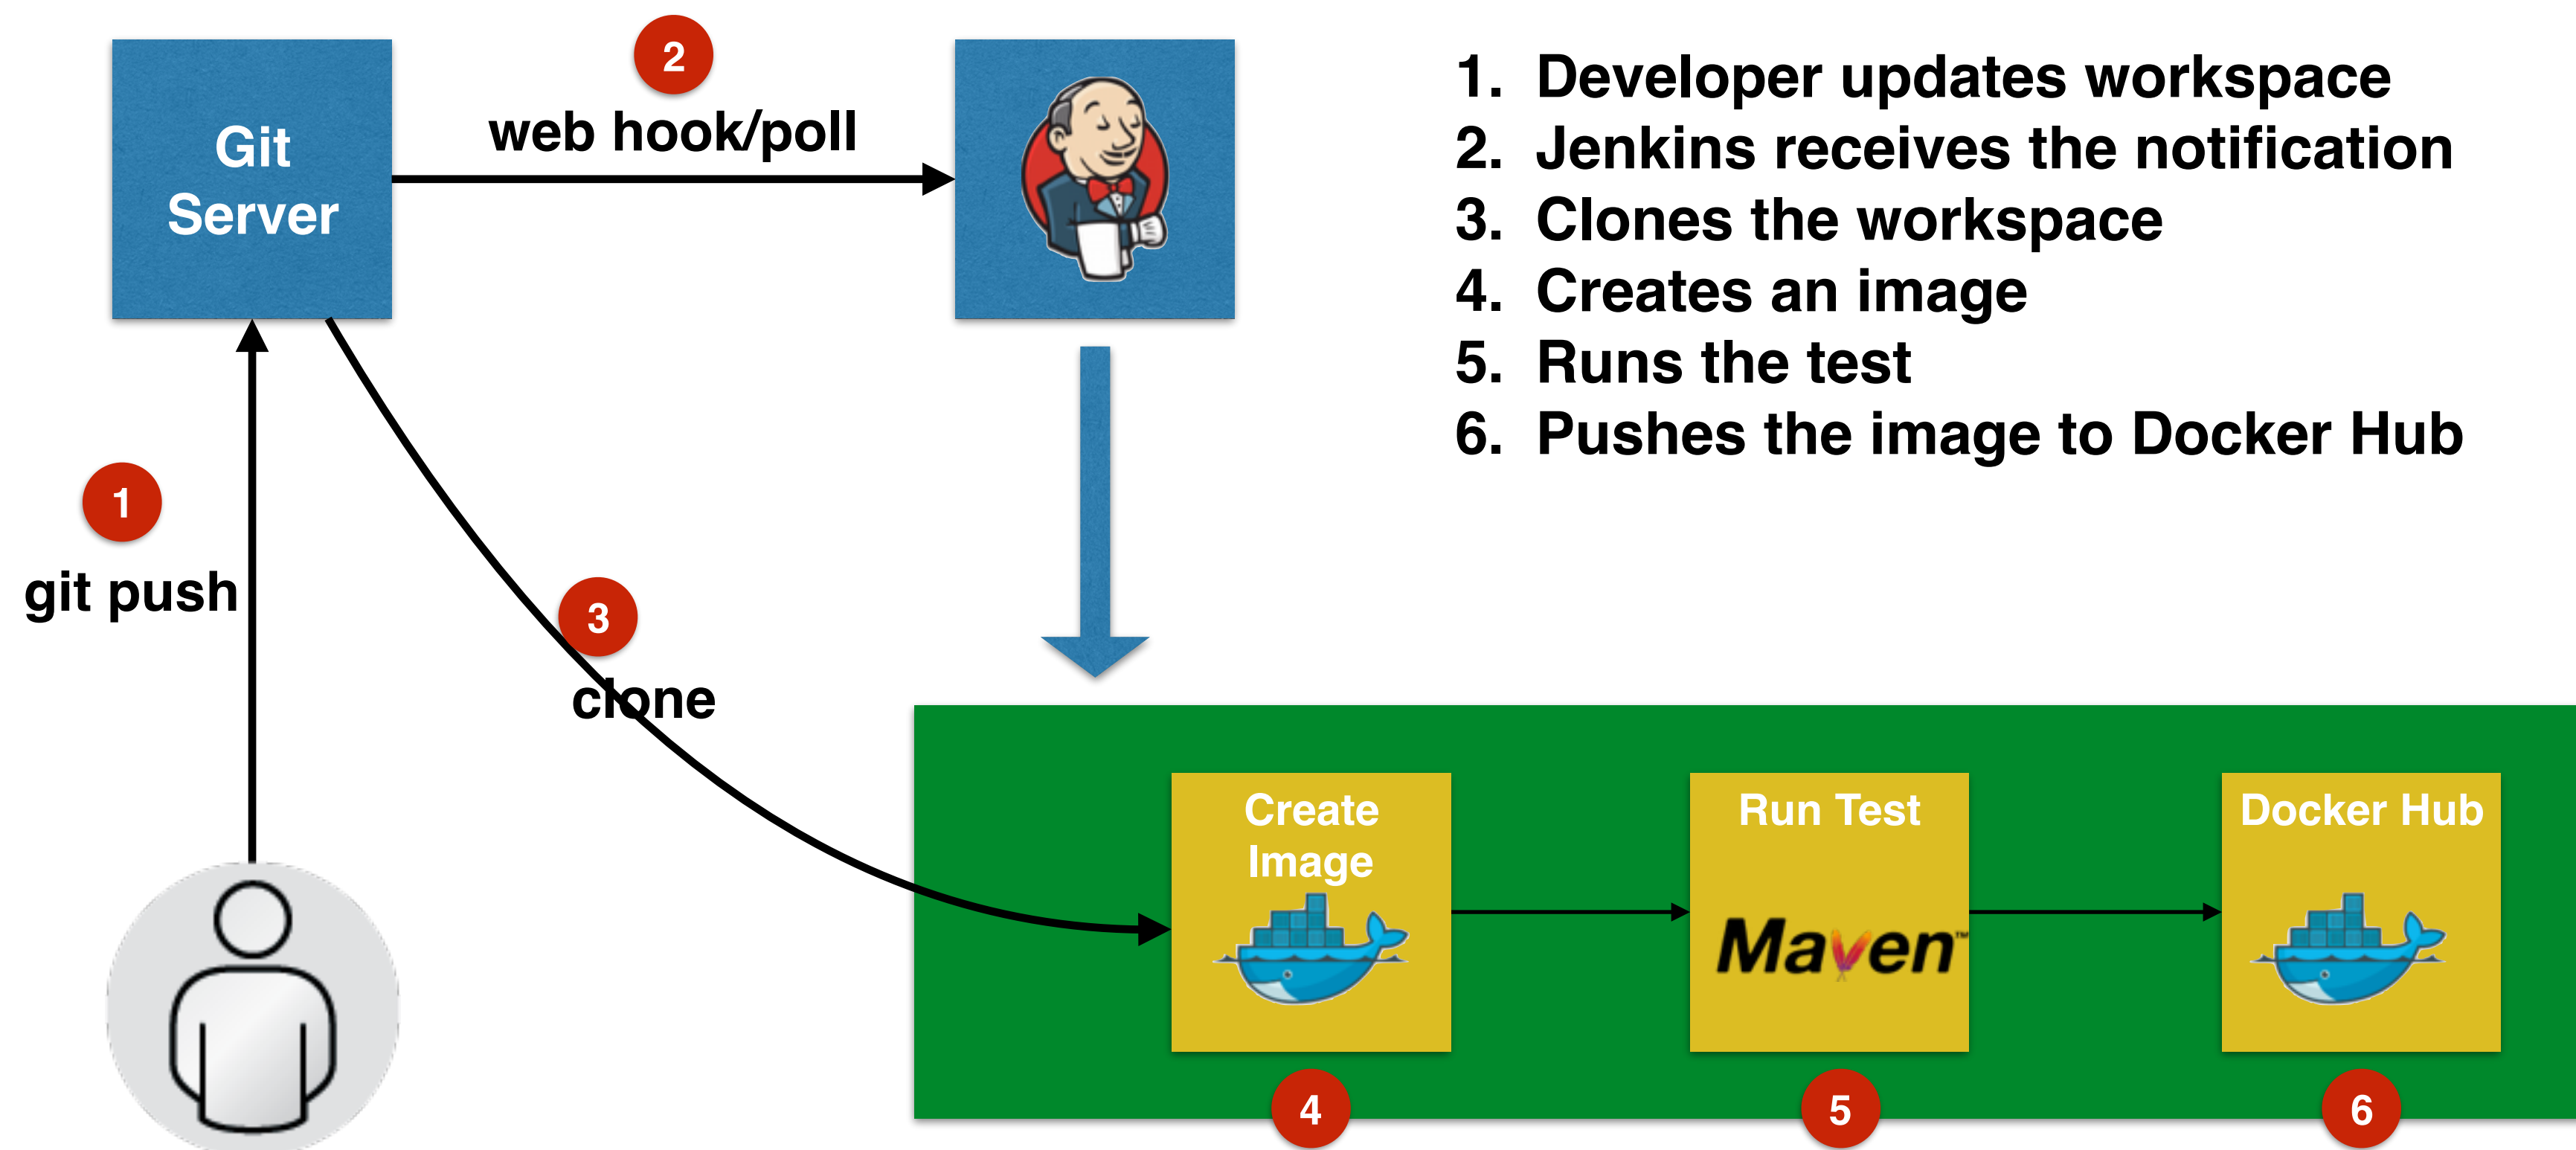 2
web hook/poll
Git
Server
1. Developer updates workspace
2. Jenkins receives the notification
3. Clones the workspace
4. Creates an image
5. Runs the test
6. Pushes the image to Docker Hub
1
git push
3
clone
Create
Image
Run Test
Maven™
Docker Hub
4
5
6